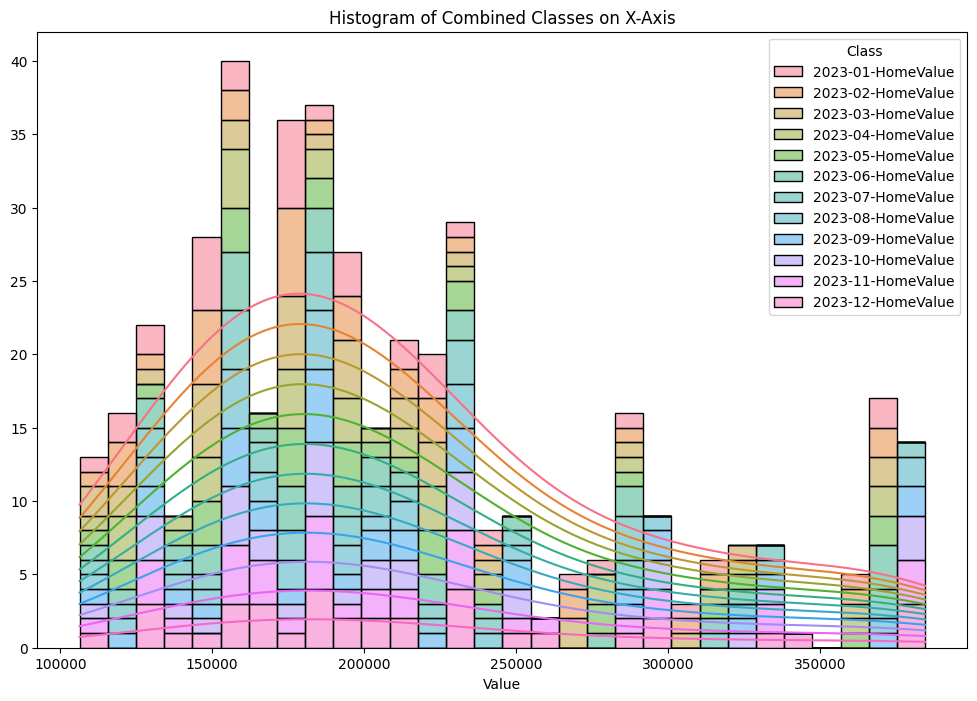 Histogram of Combined Classes on X-Axis
Class
2023-01-HomeValue
2023-02-HomeValue
2023-03-HomeValue
2023-04-HomeValue
2023-05-HomeValue
2023-06-HomeValue
2023-07-HomeValue
2023-08-HomeValue
2023-09-HomeValue
2023-10-HomeValue
2023-11-HomeValue
2023-12-HomeValue
40
35
30
25
20
15
10
5
0
100000 150000 200000 250000 300000 350000
Value